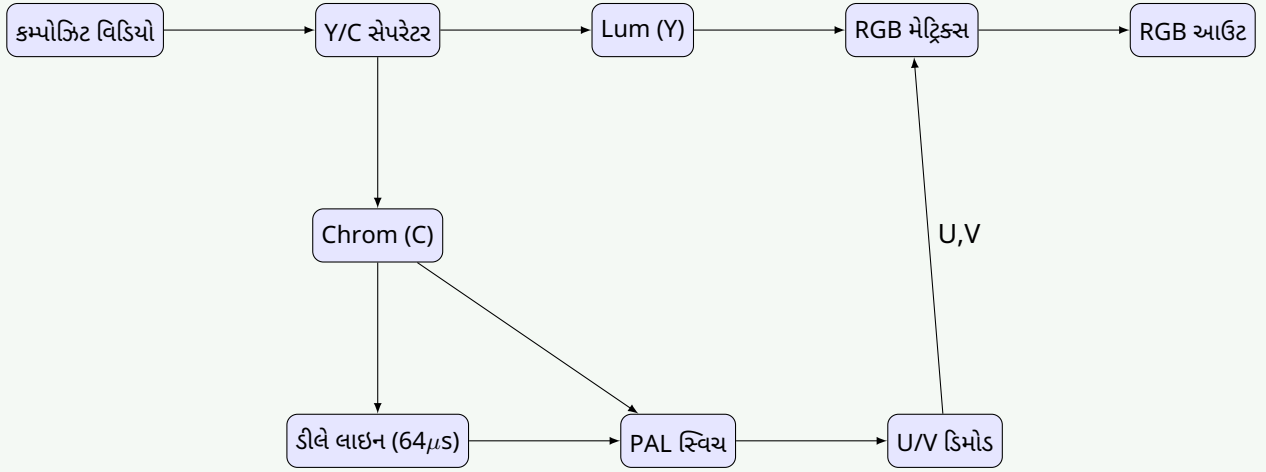 કમ્પોઝિટ વિડિયો
Y/C સેપરેટર
Lum (Y)
RGB મેટ્રિક્સ
RGB આઉટ
Chrom (C)
U,V
ડીલે લાઇન (64μs)
PAL સ્વિચ
U/V ડિમોડ